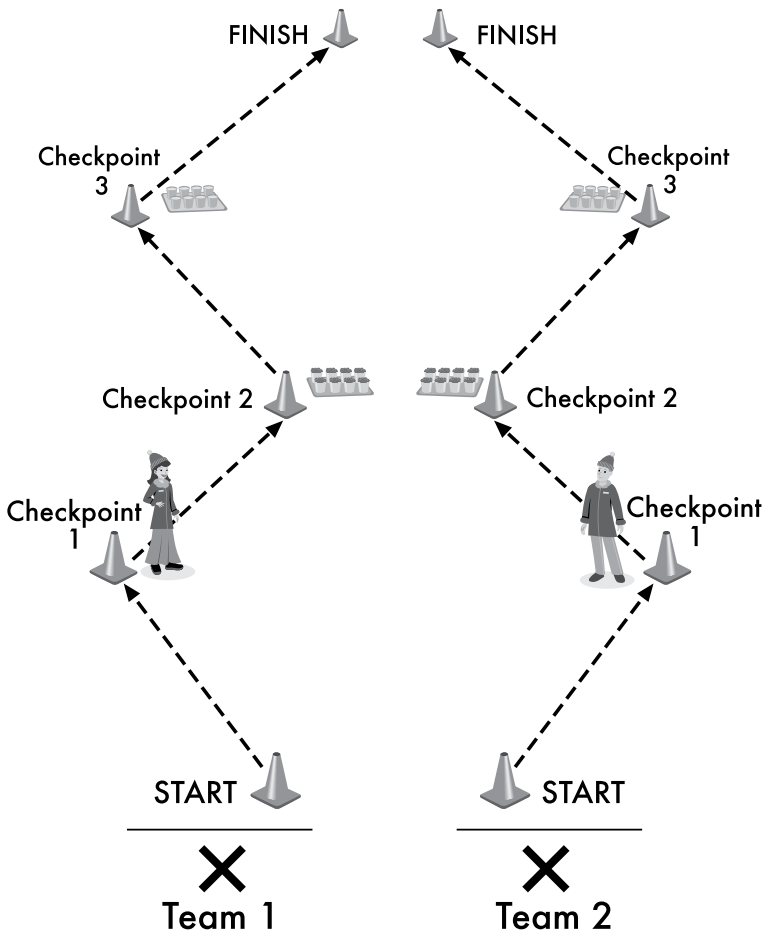 FINISH
FINISH
Checkpoint
3
Checkpoint
3
Checkpoint 2
Checkpoint 2
Checkpoint
1
Checkpoint
1
START
START
Team 1
Team 2